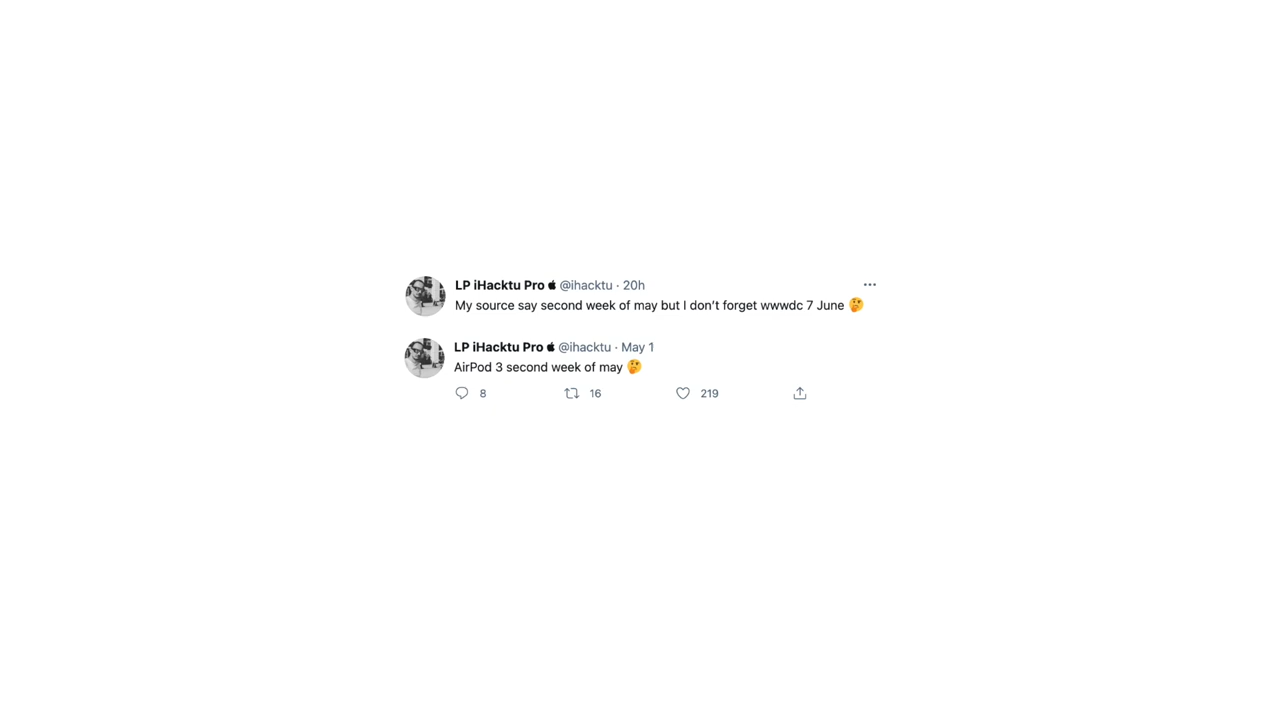 LP iHacktu Pro  @ihacktu · 20h
My source say second week of may but I don’t forget wwwdc 7 June 🤔
LP iHacktu Pro  @ihacktu · May 1
AirPod 3 second week of may 🤔
8 16 219